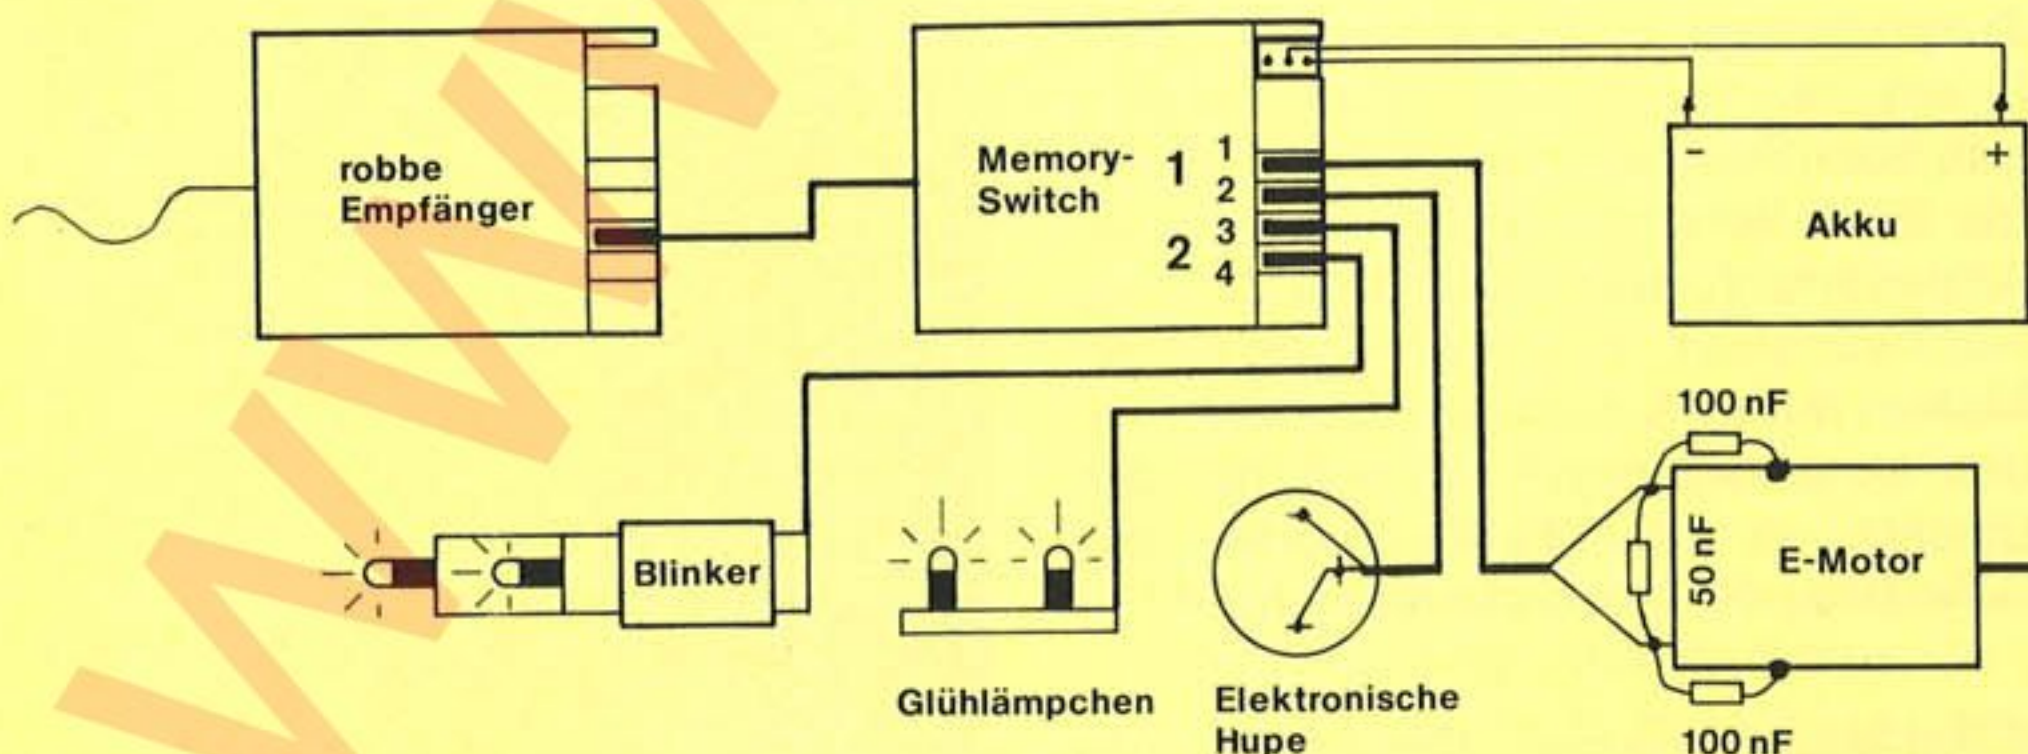 robbe
Empfänger
Memory-
Switch
1
2
1
2
3
4
-
+
Akku
Blinker
Glühlämpchen
Elektronische
Hupe
100 nF
50 nF
E-Motor
100 nF
www